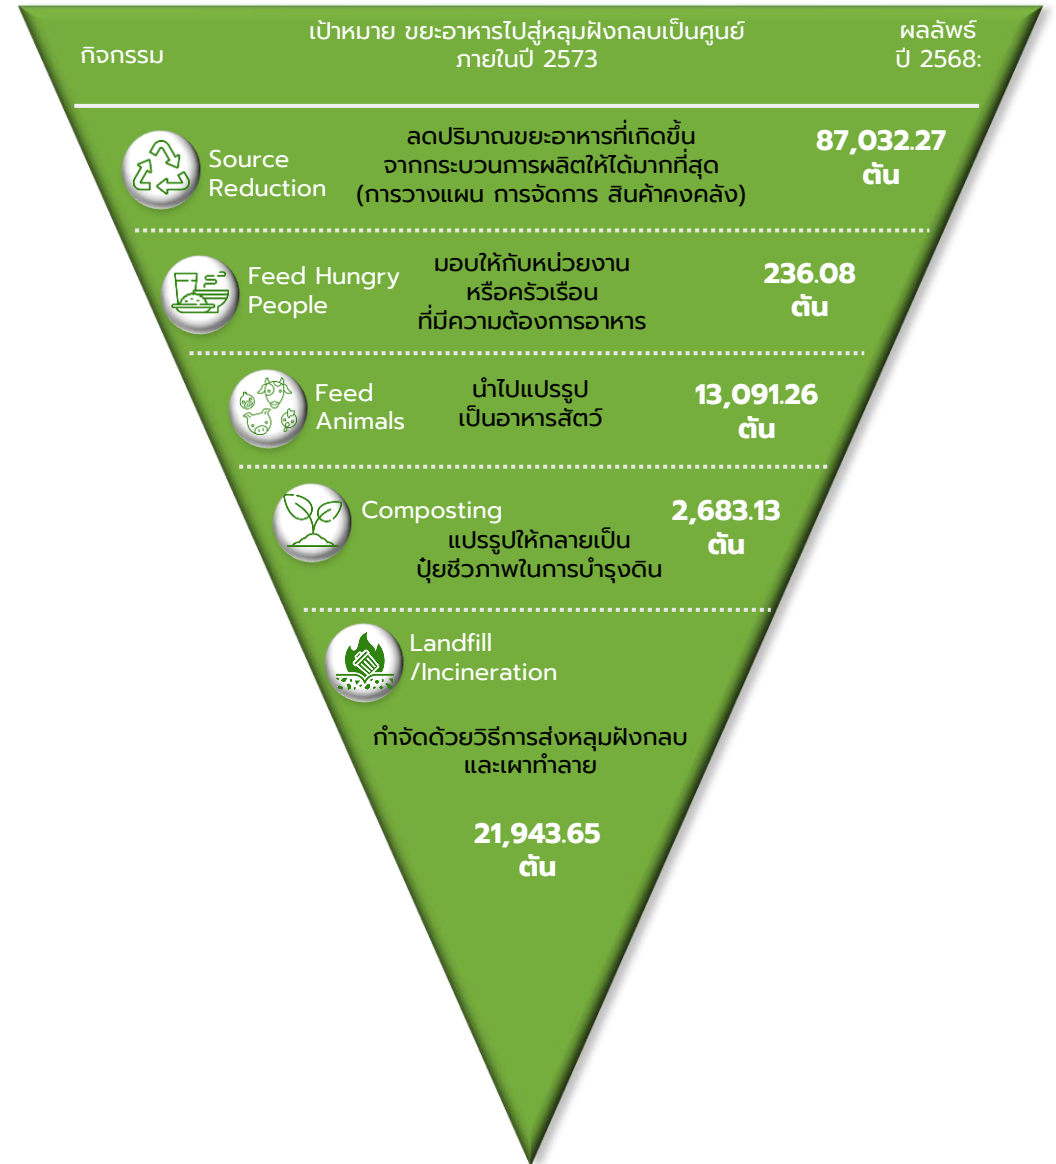 กิจกรรม
เป้าหมาย ขยะอาหารไปสู่หลุมฝังกลบเป็นศูนย์
ภายในปี 2573
ผลลัพธ์
ปี 2568:
Source
Reduction
ลดปริมาณขยะอาหารที่เกิดขึ้น
จากกระบวนการผลิตให้ได้มากที่สุด
(การวางแผน การจัดการ สินค้าคงคลัง)
87,032.27
ตัน
Feed Hungry
People
มอบให้กับหน่วยงาน
หรือครัวเรือน
ที่มีความต้องการอาหาร
236.08
ตัน
Feed
Animals
นำไปแปรรูป
เป็นอาหารสัตว์
13,091.26
ตัน
Composting
แปรรูปให้กลายเป็น
ปุ๋ยชีวภาพในการบำรุงดิน
2,683.13
ตัน
Landfill
/Incineration
กำจัดด้วยวิธีการส่งหลุมฝังกลบ
และเผาทำลาย
21,943.65
ตัน